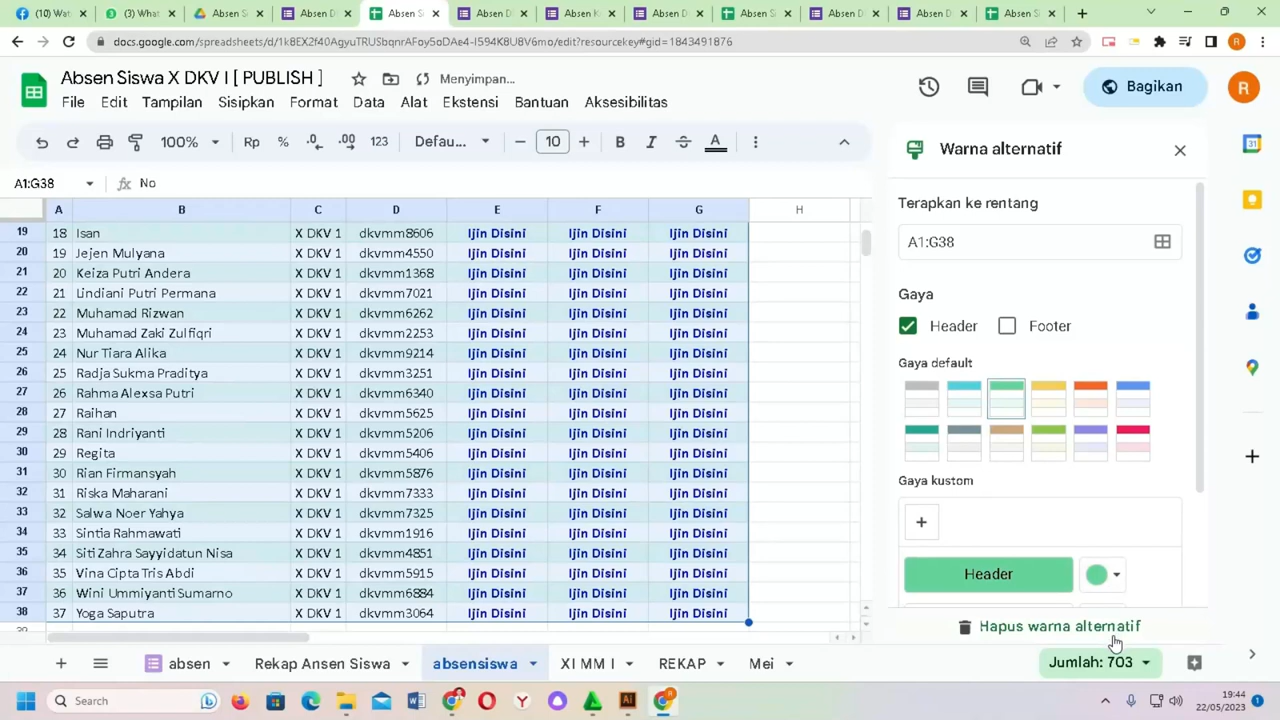 (10) Wat
(3) What
Absen S
Absen D
Absen S
Absen D
Absen K
Absen D
Absen S
Absen D
Absen D
Absen S
docs.google.com/spreadsheets/d/1k8EX2f40AgyuTRUSbqnrAFoy5oDAe4-I594K8U8V6mo/edit?resourcekey#gid=1843491876
R
Absen Siswa X DKV I [ PUBLISH ]
Menyimpan...
Bagikan
R
File Edit Tampilan Sisipkan Format Data Alat Ekstensi Bantuan Aksesibilitas
100% Rp % .0 .00 123 Defau... 10 B I A
A1:G38 fx No
A B C D E F G H
19 18 Isan X DKV 1 dkvmm8606 Ijin Disini Ijin Disini Ijin Disini
20 19 Jejen Mulyana X DKV 1 dkvmm4550 Ijin Disini Ijin Disini Ijin Disini
21 20 Keiza Putri Andera X DKV 1 dkvmm1368 Ijin Disini Ijin Disini Ijin Disini
22 21 Lindiani Putri Permana X DKV 1 dkvmm7021 Ijin Disini Ijin Disini Ijin Disini
23 22 Muhamad Rizwan X DKV 1 dkvmm6262 Ijin Disini Ijin Disini Ijin Disini
24 23 Muhamad Zaki Zulfiqri X DKV 1 dkvmm2253 Ijin Disini Ijin Disini Ijin Disini
25 24 Nur Tiara Alika X DKV 1 dkvmm9214 Ijin Disini Ijin Disini Ijin Disini
26 25 Radjya Sukma Praditya X DKV 1 dkvmm3251 Ijin Disini Ijin Disini Ijin Disini
27 26 Rahma Alexsa Putri X DKV 1 dkvmm6340 Ijin Disini Ijin Disini Ijin Disini
28 27 Raihan X DKV 1 dkvmm5625 Ijin Disini Ijin Disini Ijin Disini
29 28 Rani Indriyanti X DKV 1 dkvmm5206 Ijin Disini Ijin Disini Ijin Disini
30 29 Regita X DKV 1 dkvmm5406 Ijin Disini Ijin Disini Ijin Disini
31 30 Rian Firmansyah X DKV 1 dkvmm5876 Ijin Disini Ijin Disini Ijin Disini
32 31 Riska Maharani X DKV 1 dkvmm7333 Ijin Disini Ijin Disini Ijin Disini
33 32 Salwa Noer Yahya X DKV 1 dkvmm7325 Ijin Disini Ijin Disini Ijin Disini
34 33 Sintia Rahmawati X DKV 1 dkvmm1916 Ijin Disini Ijin Disini Ijin Disini
35 34 Siti Zahra Sayyidatun Nisa X DKV 1 dkvmm4851 Ijin Disini Ijin Disini Ijin Disini
36 35 Vina Cipta Tris Abdi X DKV 1 dkvmm5915 Ijin Disini Ijin Disini Ijin Disini
37 36 Wini Ummiyanti Sumarno X DKV 1 dkvmm6884 Ijin Disini Ijin Disini Ijin Disini
38 37 Yoga Saputra X DKV 1 dkvmm3064 Ijin Disini Ijin Disini Ijin Disini
Warna alternatif
Terapkan ke rentang
A1:G38
Gaya
Header Footer
Gaya default
Gaya kustom
Header
Hapus warna alternatif
absen Rekap Ansen Siswa absensiswa XI MM I REKAP Mei Jumlah: 703
Search
19:44
22/05/2023